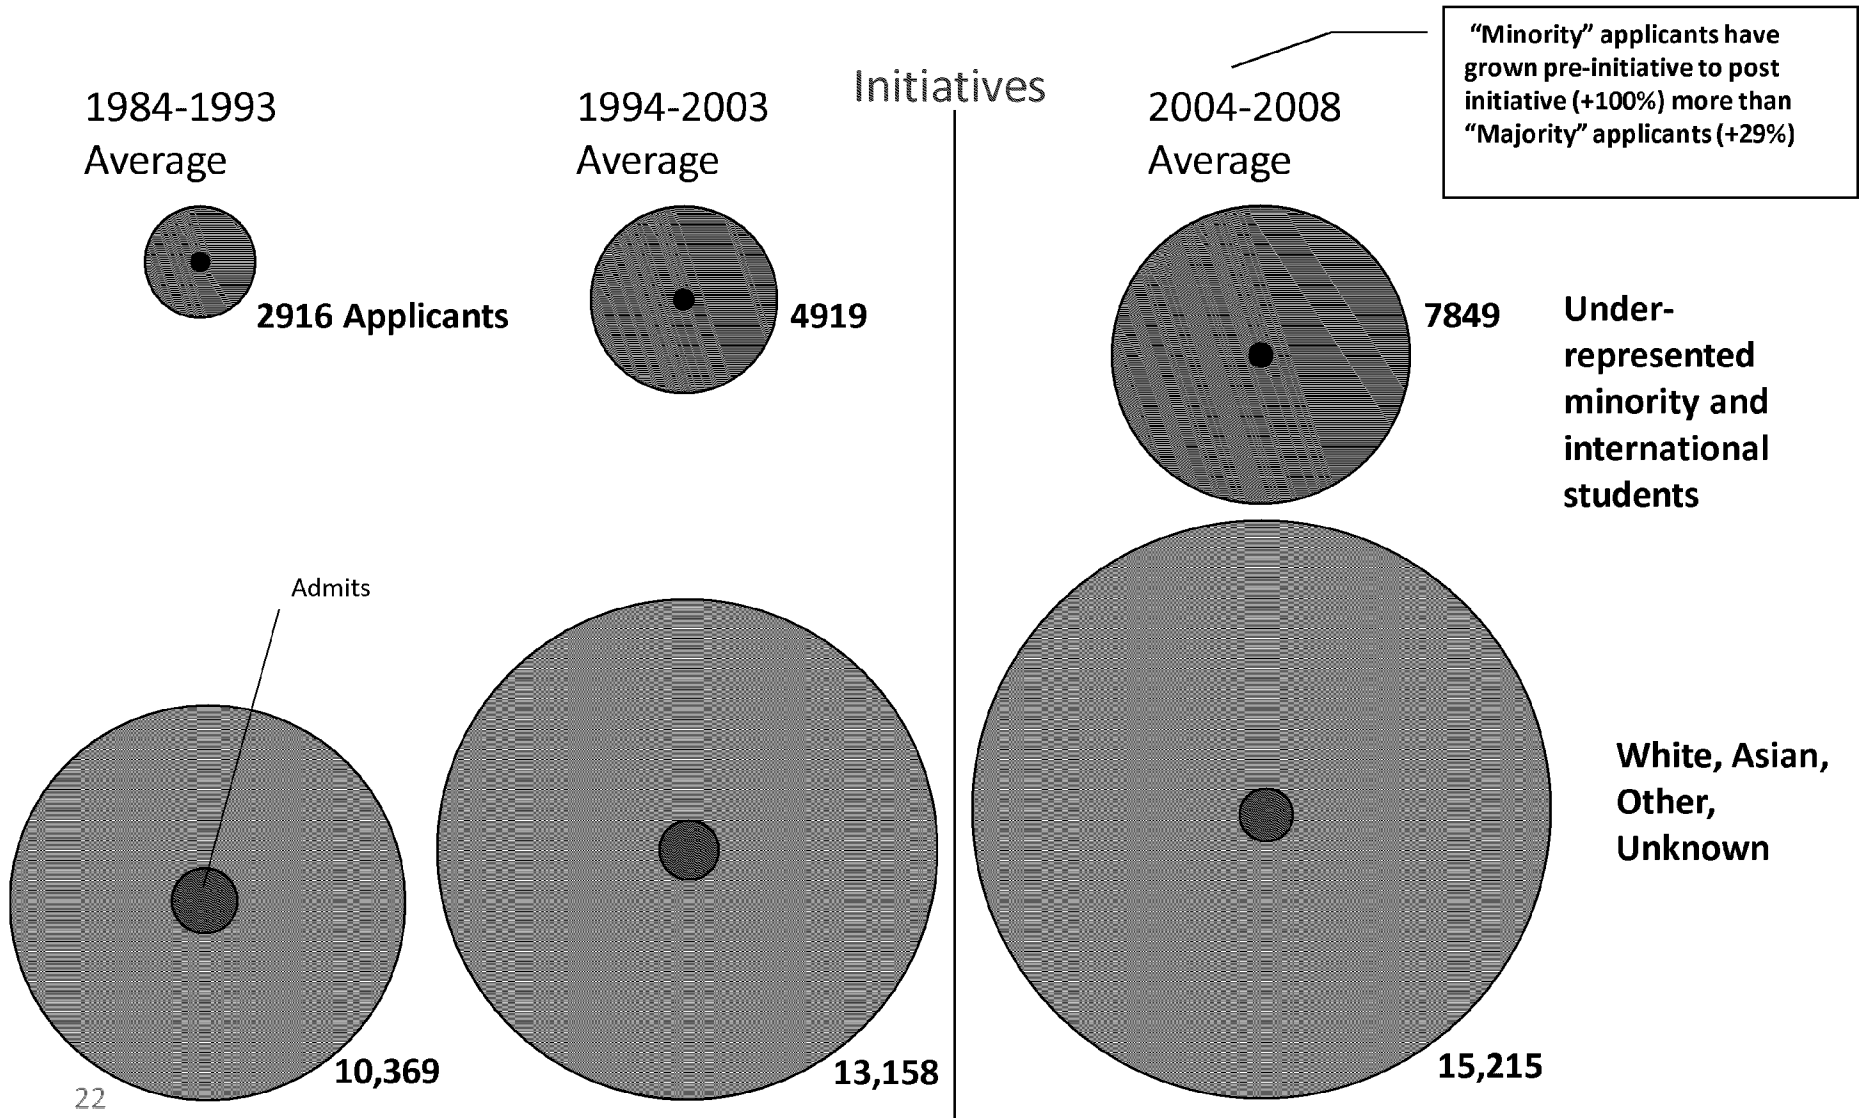 “Minority” applicants have
grown pre-initiative to post
initiative (+100%) more than
“Majority” applicants (+29%)
Initiatives
1984-1993
Average
1994-2003
Average
2004-2008
Average
2916 Applicants
4919
7849
Under-
represented
minority and
international
students
Admits
White, Asian,
Other,
Unknown
10,369
13,158
15,215
22